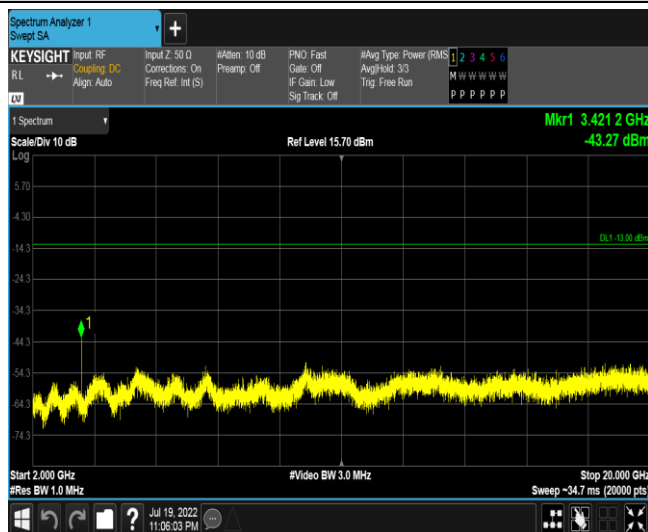 Spectrum Analyzer 1
Swept SA
+
KEYSIGHT
RL
LXI
Input: RF
Coupling: DC
Align: Auto
Input Z: 50 Ω
Corrections: On
Freq Ref: Int (S)
#Atten: 10 dB
Preamp: Off
PNO: Fast
Gate: Off
IF Gain: Low
Sig Track: Off
#Avg Type: Power (RMS
Avg|Hold: 3/3
Trig: Free Run
1 2 3 4 5 6
M W W W W W
P P P P P P
1 Spectrum
Mkr1 3.421 2 GHz
Scale/Div 10 dB
Ref Level 15.70 dBm
-43.27 dBm
Log
5.70
-4.30
DL1 -13.00 dBm
-14.3
-24.3
-34.3
1
-44.3
-54.3
-64.3
-74.3
Start 2.000 GHz
#Video BW 3.0 MHz
Stop 20.000 GHz
#Res BW 1.0 MHz
Sweep ~34.7 ms (20000 pts)
?
Jul 19, 2022
11:06:03 PM